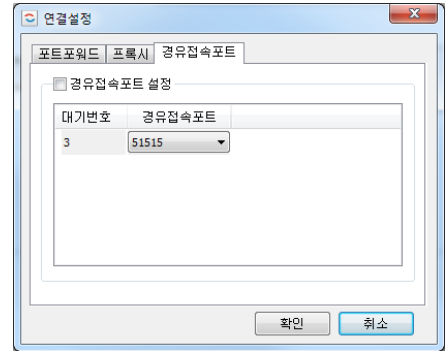 연결설정
포트포워드 프록시 경유접속포트
경유접속포트 설정
대기번호 경유접속포트
3 51515
확인 취소